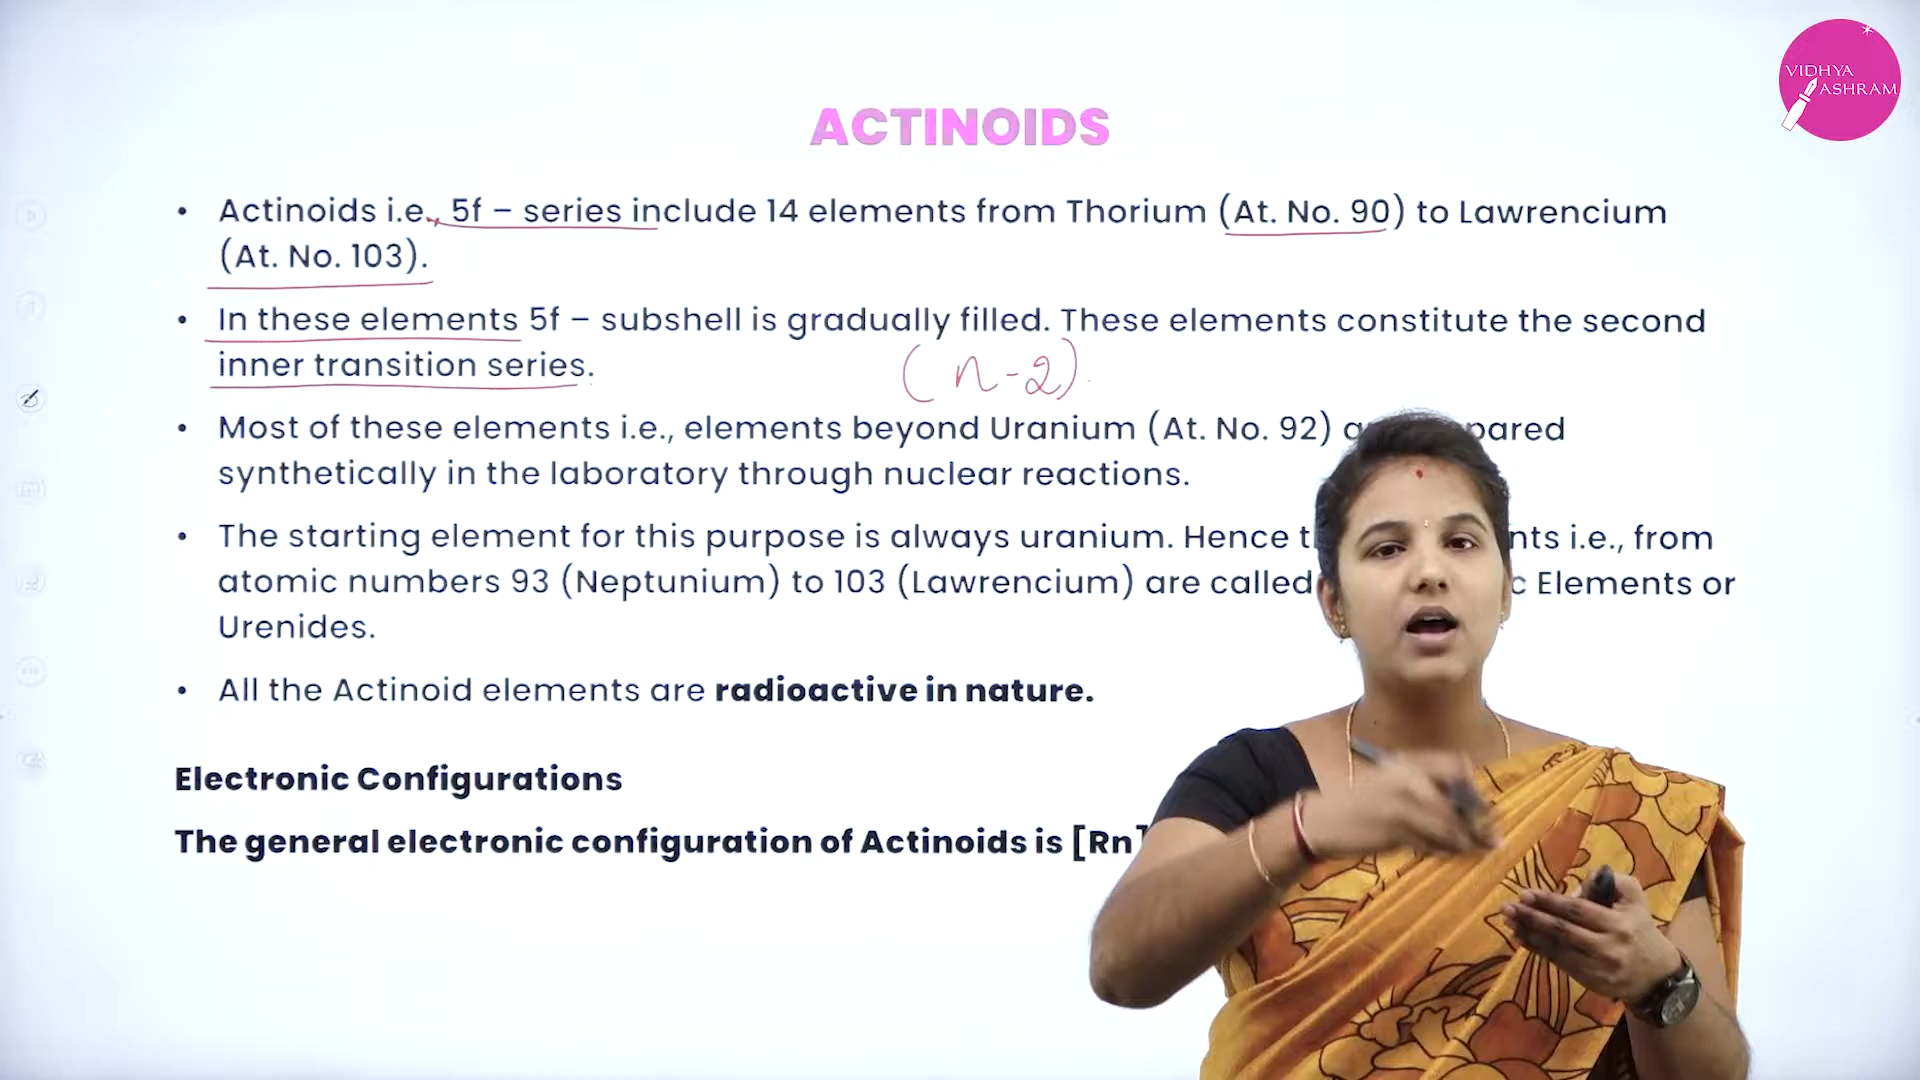 VIDHYA
ASHRAM
ACTINOIDS
• Actinoids i.e., 5f – series include 14 elements from Thorium (At. No. 90) to Lawrencium
(At. No. 103).
• In these elements 5f – subshell is gradually filled. These elements constitute the second
inner transition series.
(n-2)
• Most of these elements i.e., elements beyond Uranium (At. No. 92)
synthetically in the laboratory through nuclear reactions.
• The starting element for this purpose is always uranium. Hence i.e., from
atomic numbers 93 (Neptunium) to 103 (Lawrencium) are called Elements or
Urenides.
• All the Actinoid elements are radioactive in nature.
Electronic Configurations
The general electronic configuration of Actinoids is [Rn]